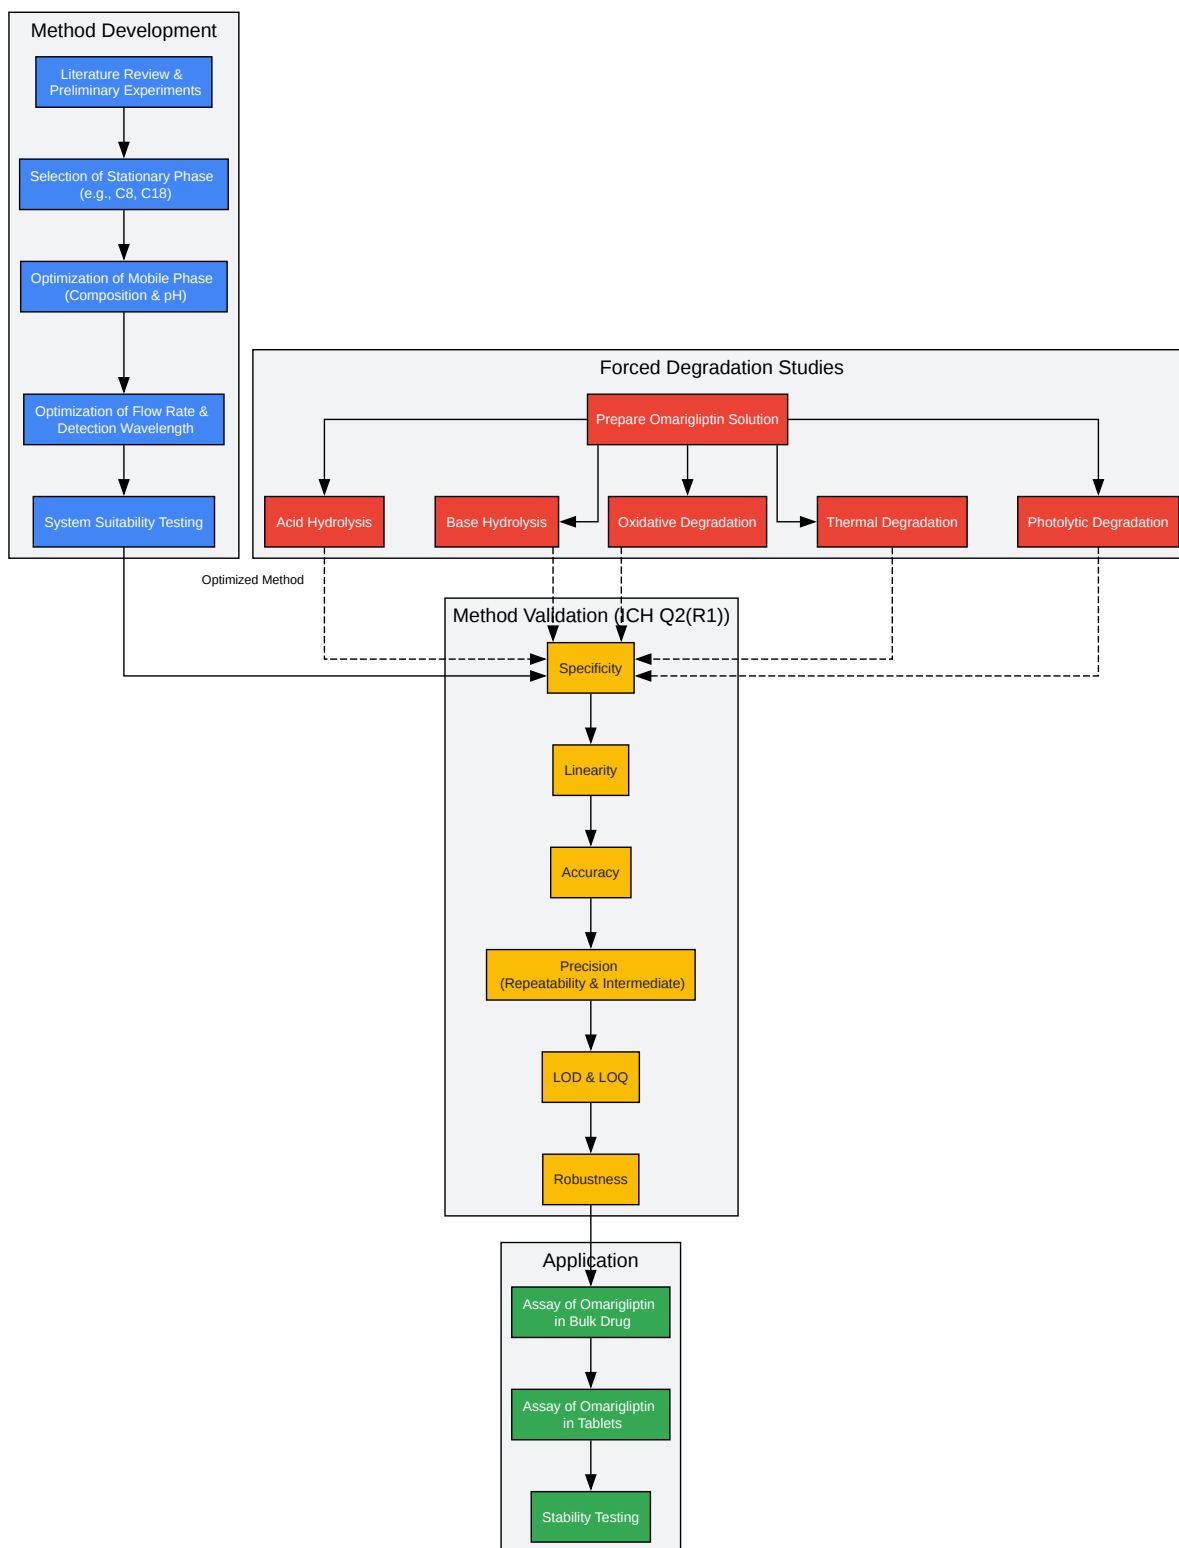 Method Development
Literature Review &
Preliminary Experiments
Selection of Stationary Phase
(e.g., C8, C18)
Optimization of Mobile Phase
(Composition & pH)
Optimization of Flow Rate &
Detection Wavelength
System Suitability Testing
Forced Degradation Studies
Prepare Omarigliptin Solution
Acid Hydrolysis
Base Hydrolysis
Oxidative Degradation
Thermal Degradation
Photolytic Degradation
Optimized Method
Method Validation (ICH Q2(R1))
Specificity
Linearity
Accuracy
Precision
(Repeatability & Intermediate)
LOD & LOQ
Robustness
Application
Assay of Omarigliptin
in Bulk Drug
Assay of Omarigliptin
in Tablets
Stability Testing